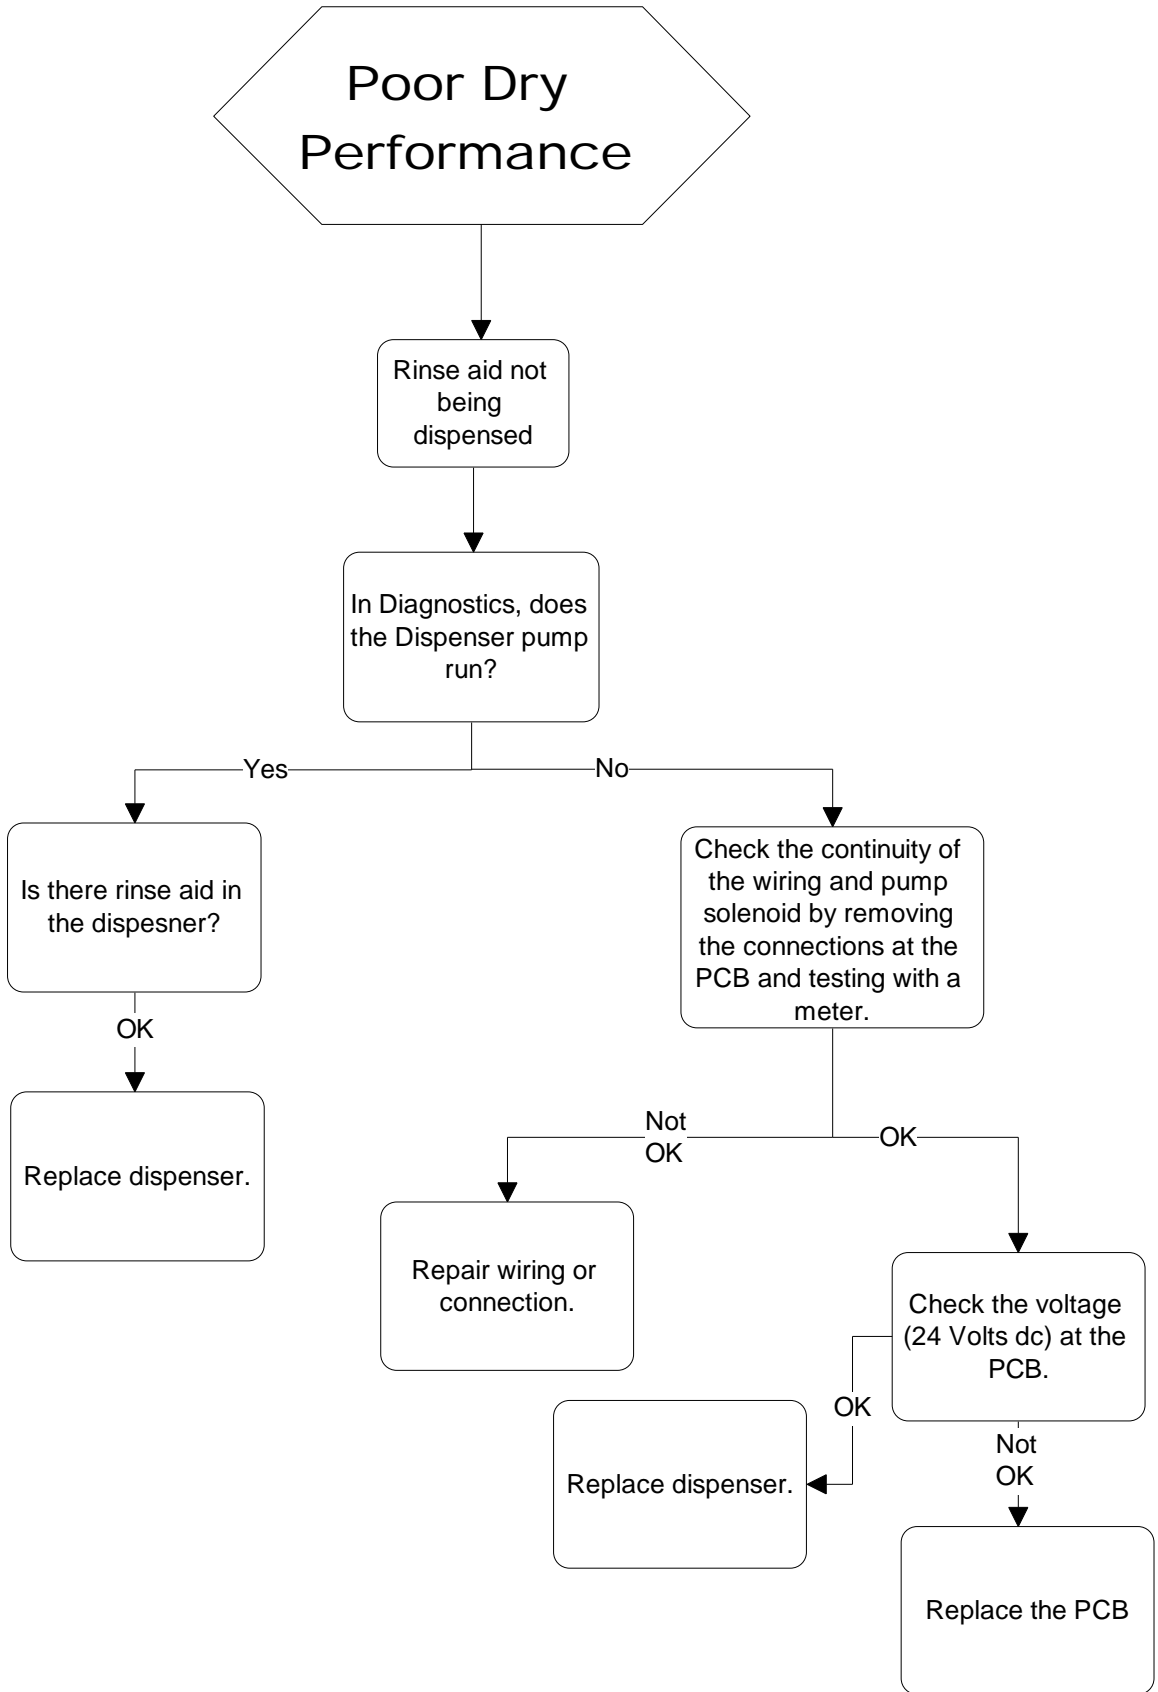 Poor Dry
Performance
Rinse aid not
being
dispensed
In Diagnostics, does
the Dispenser pump
run?
Yes
No
Is there rinse aid in
the dispesner?
Check the continuity of
the wiring and pump
solenoid by removing
the connections at the
PCB and testing with a
meter.
OK
Replace dispenser.
Not
OK
OK
Repair wiring or
connection.
Check the voltage
(24 Volts dc) at the
PCB.
OK
Replace dispenser.
Not
OK
Replace the PCB